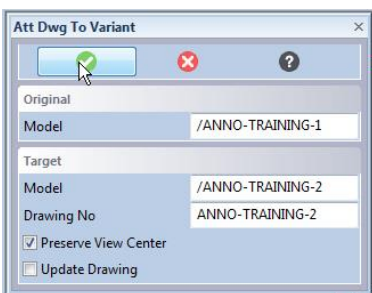 Att Dwg To Variant
Original
Model /ANNO-TRAINING-1
Target
Model /ANNO-TRAINING-2
Drawing No ANNO-TRAINING-2
Preserve View Center
Update Drawing